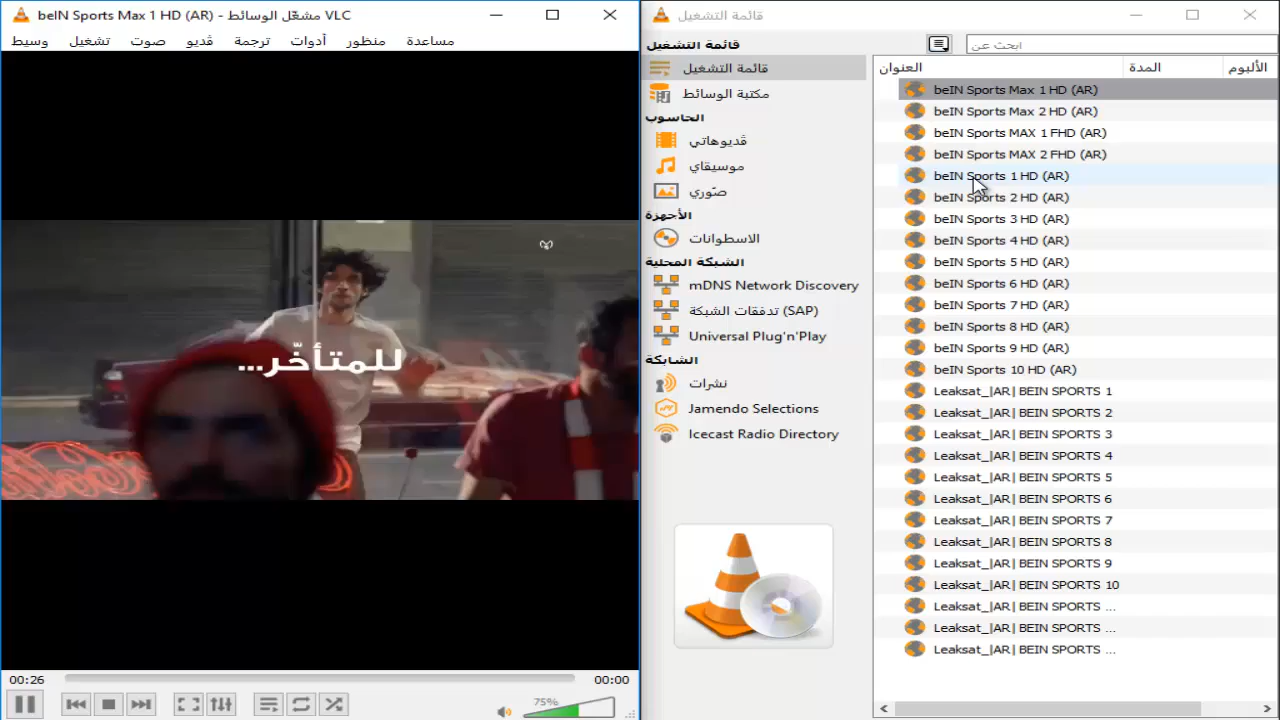 beIN Sports Max 1 HD (AR) - مشغّل الوسائط VLC
وسيط تشغيل صوت ڤديو ترجمة أدوات منظور مساعدة
للمتأخّر...
00:26
00:00
75%
قائمة التشغيل
قائمة التشغيل
قائمة التشغيل
مكتبة الوسائط
الحاسوب
ڤديوهاتي
موسيقاي
صّوري
الأجهزة
الاسطوانات
الشبكة المحلية
mDNS Network Discovery
تدفقات الشبكة (SAP)
Universal Plug'n'Play
الشابكة
نشرات
Jamendo Selections
Icecast Radio Directory
ابحث عن
العنوان المدة الألبوم
beIN Sports Max 1 HD (AR)
beIN Sports Max 2 HD (AR)
beIN Sports MAX 1 FHD (AR)
beIN Sports MAX 2 FHD (AR)
beIN Sports 1 HD (AR)
beIN Sports 2 HD (AR)
beIN Sports 3 HD (AR)
beIN Sports 4 HD (AR)
beIN Sports 5 HD (AR)
beIN Sports 6 HD (AR)
beIN Sports 7 HD (AR)
beIN Sports 8 HD (AR)
beIN Sports 9 HD (AR)
beIN Sports 10 HD (AR)
Leaksat_|AR| BEIN SPORTS 1
Leaksat_|AR| BEIN SPORTS 2
Leaksat_|AR| BEIN SPORTS 3
Leaksat_|AR| BEIN SPORTS 4
Leaksat_|AR| BEIN SPORTS 5
Leaksat_|AR| BEIN SPORTS 6
Leaksat_|AR| BEIN SPORTS 7
Leaksat_|AR| BEIN SPORTS 8
Leaksat_|AR| BEIN SPORTS 9
Leaksat_|AR| BEIN SPORTS 10
Leaksat_|AR| BEIN SPORTS ...
Leaksat_|AR| BEIN SPORTS ...
Leaksat_|AR| BEIN SPORTS ...